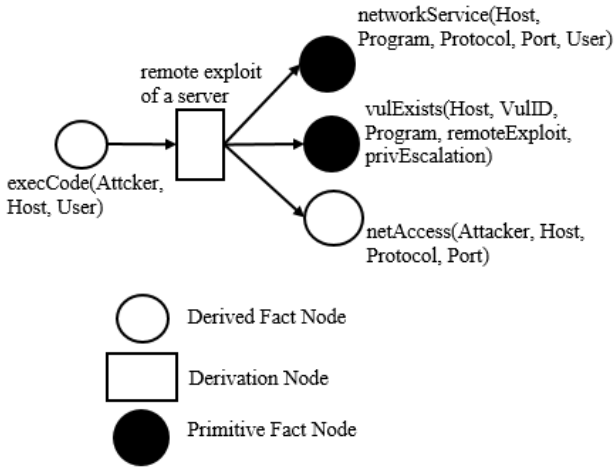 networkService(Host,
Program, Protocol, Port, User)
remote exploit
of a server
vulExists(Host, VulID,
Program, remoteExploit,
privEscalation)
execCode(Attcker,
Host, User)
netAccess(Attacker, Host,
Protocol, Port)
Derived Fact Node
Derivation Node
Primitive Fact Node